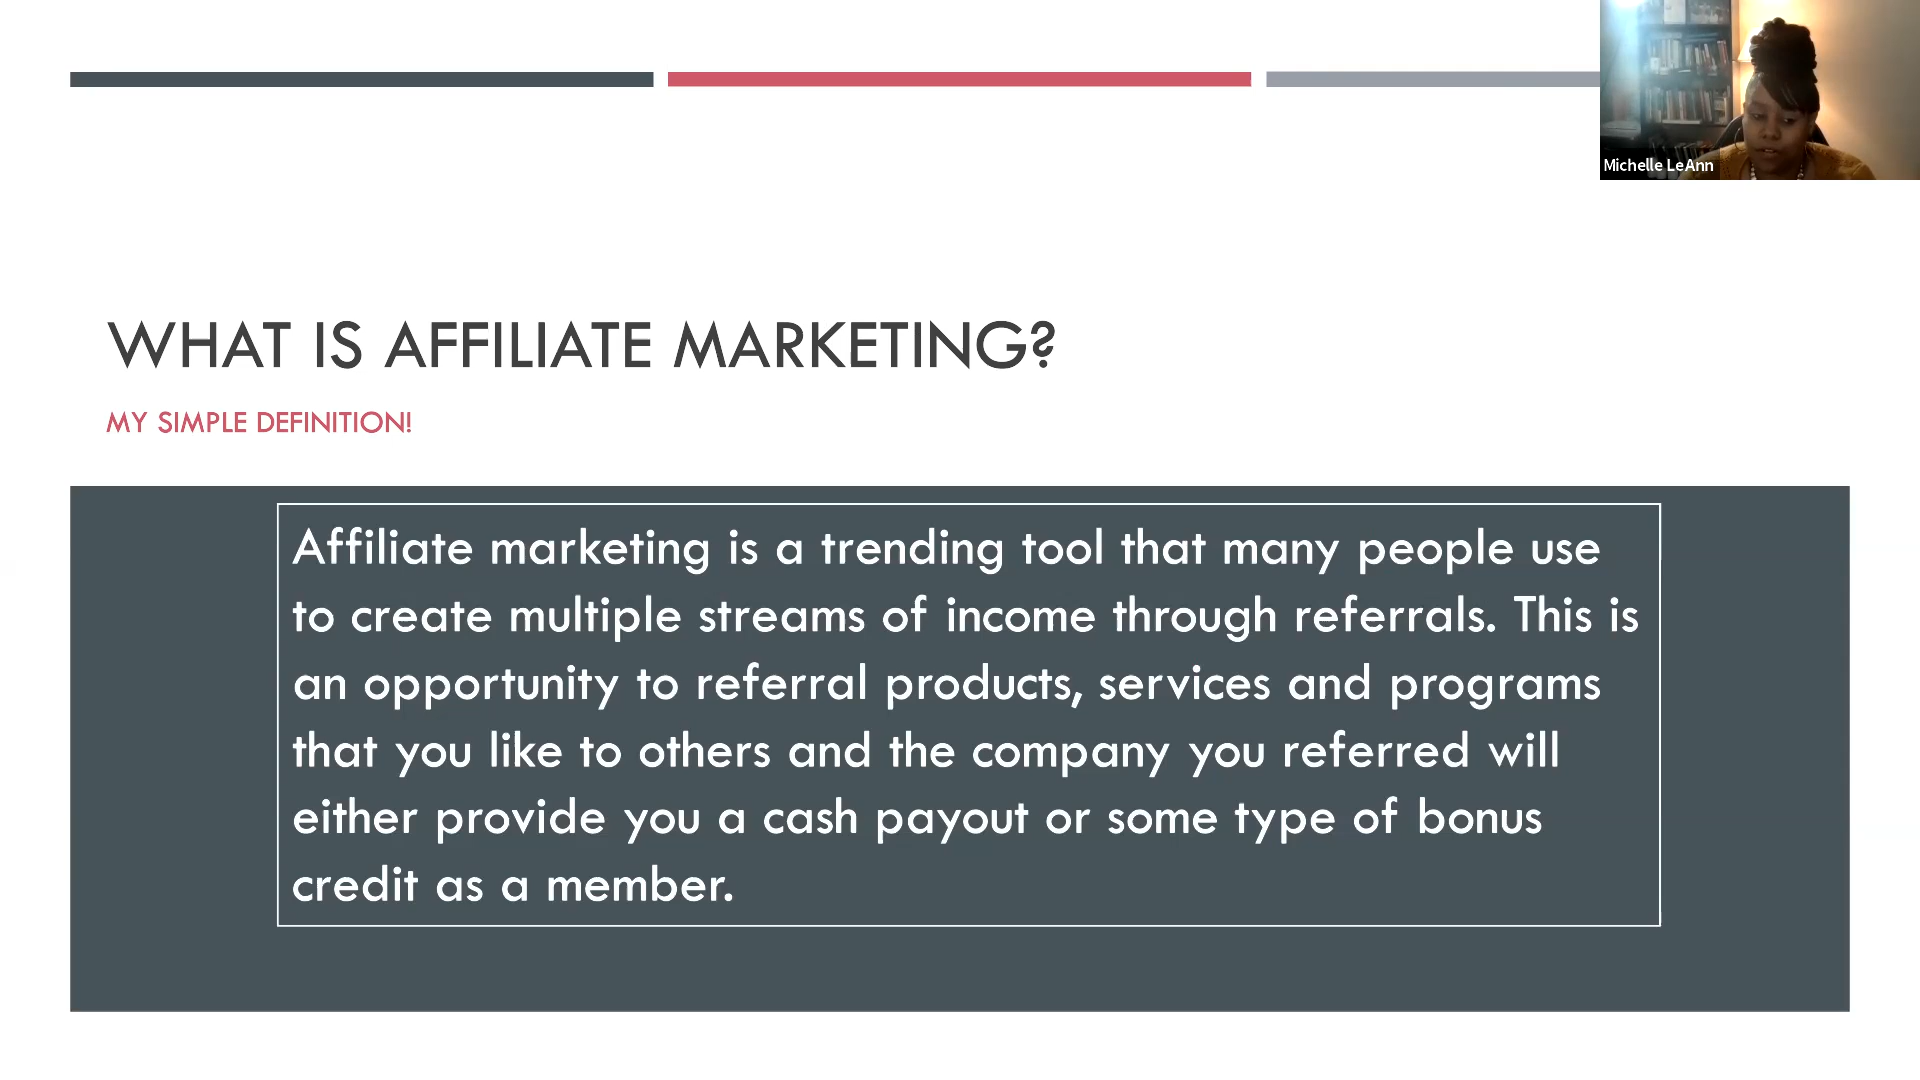 Michelle LeAnn
WHAT IS AFFILIATE MARKETING?
MY SIMPLE DEFINITION!
Affiliate marketing is a trending tool that many people use
to create multiple streams of income through referrals. This is
an opportunity to referral products, services and programs
that you like to others and the company you referred will
either provide you a cash payout or some type of bonus
credit as a member.